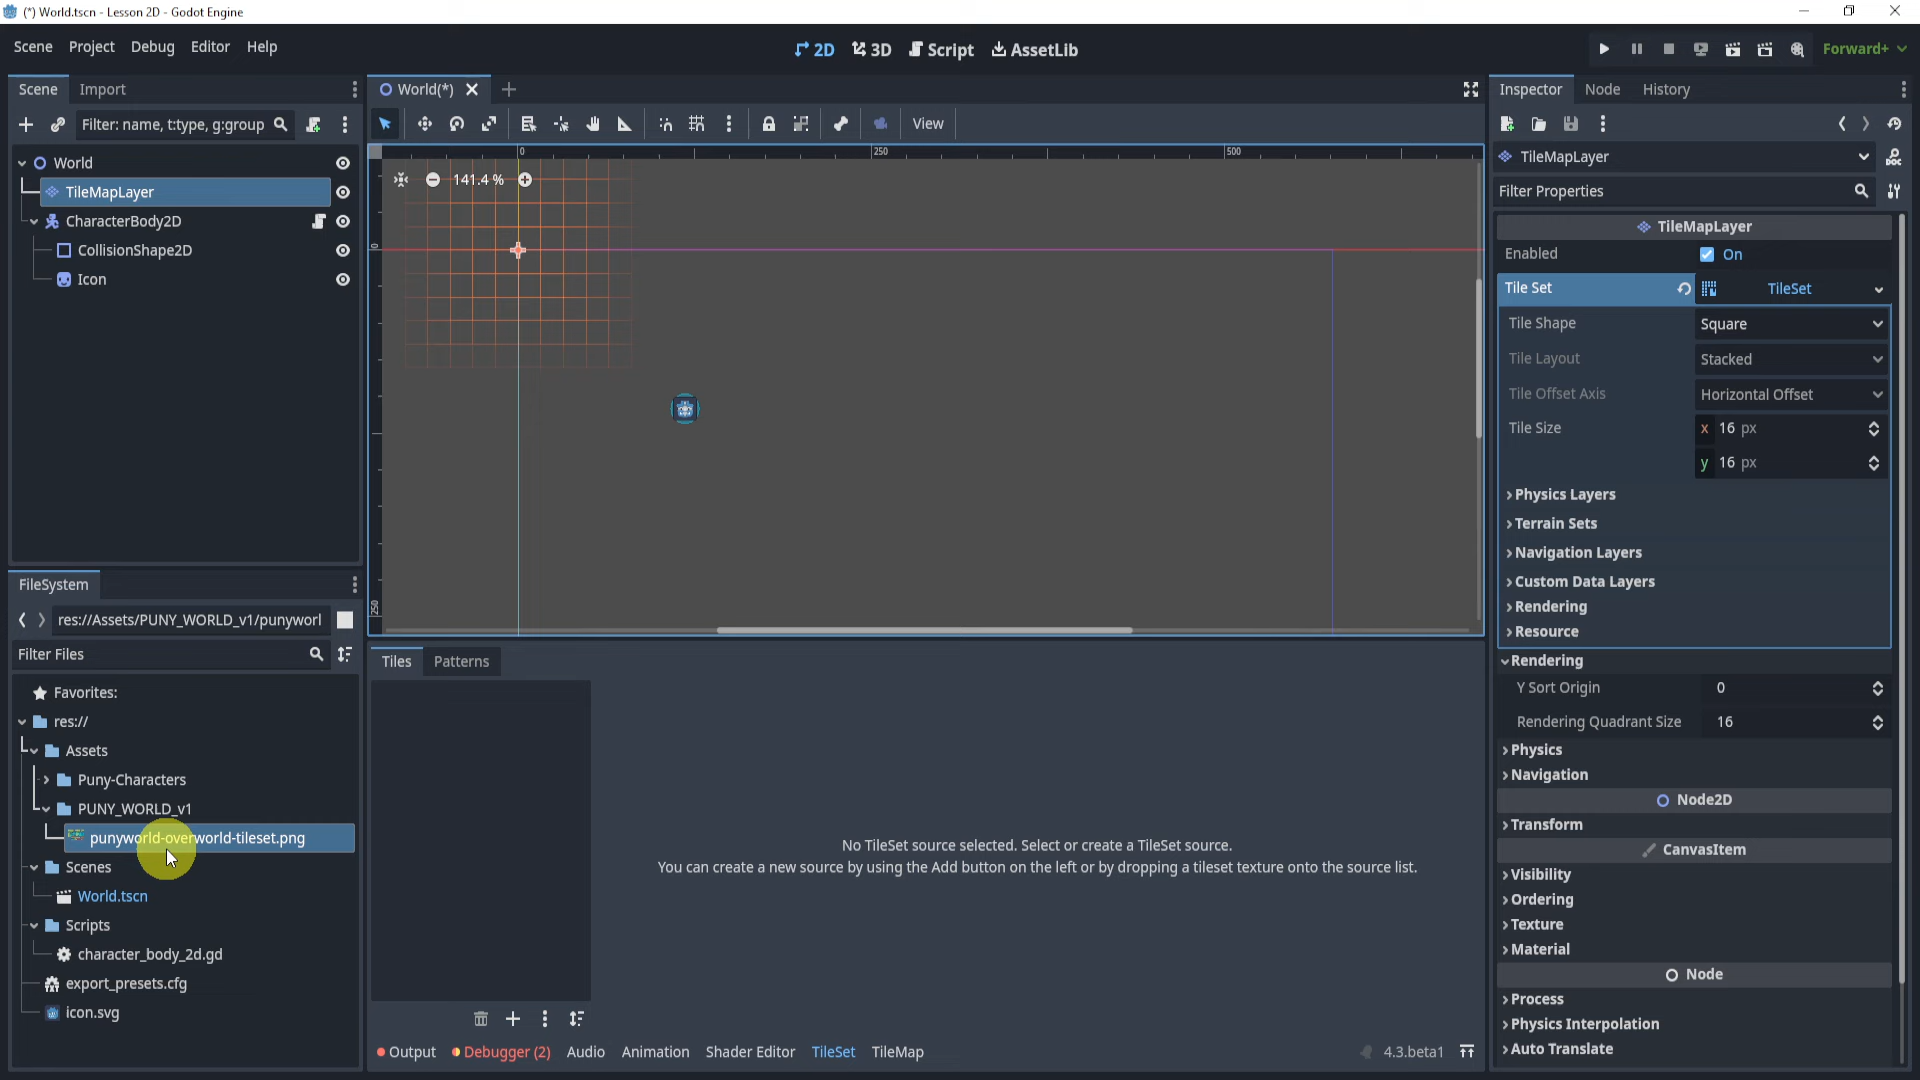 (*) World.tscn - Lesson 2D - Godot Engine
Scene Project Debug Editor Help
2D 3D Script AssetLib
Forward+
Scene Import
Filter: name, t:type, g:group
World
TileMapLayer
CharacterBody2D
CollisionShape2D
Icon
FileSystem
res://Assets/PUNY_WORLD_v1/punyworl
Filter Files
Favorites:
res://
Assets
Puny-Characters
PUNY_WORLD_v1
punyworld-overworld-tileset.png
Scenes
World.tscn
Scripts
character_body_2d.gd
export_presets.cfg
icon.svg
World(*)
View
0 250 500
141.4 %
0
250
Tiles Patterns
No TileSet source selected. Select or create a TileSet source.
You can create a new source by using the Add button on the left or by dropping a tileset texture onto the source list.
Output Debugger (2) Audio Animation Shader Editor TileSet TileMap
4.3.beta1
Inspector Node History
TileMapLayer
Filter Properties
TileMapLayer
Enabled On
Tile Set TileSet
Tile Shape Square
Tile Layout Stacked
Tile Offset Axis Horizontal Offset
Tile Size x 16 px
y 16 px
Physics Layers
Terrain Sets
Navigation Layers
Custom Data Layers
Rendering
Resource
Rendering
Y Sort Origin 0
Rendering Quadrant Size 16
Physics
Navigation
Node2D
Transform
CanvasItem
Visibility
Ordering
Texture
Material
Node
Process
Physics Interpolation
Auto Translate